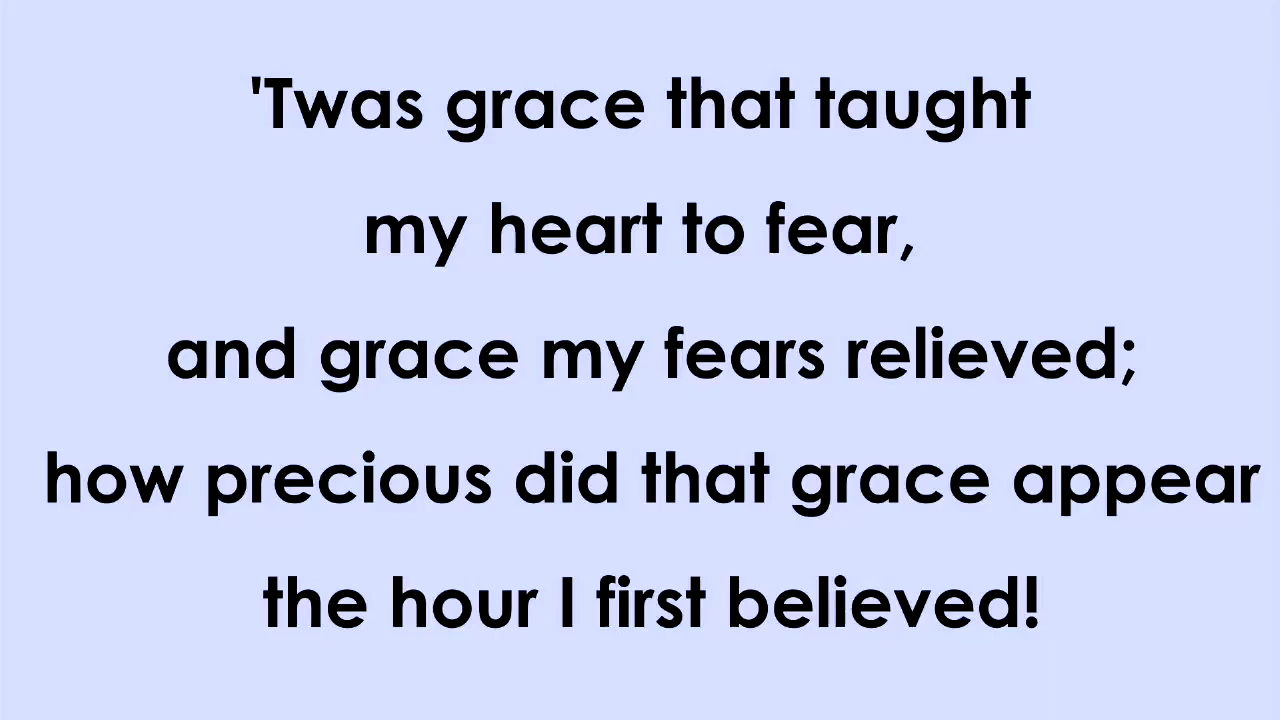 'Twas grace that taught
my heart to fear,
and grace my fears relieved;
how precious did that grace appear
the hour I first believed!